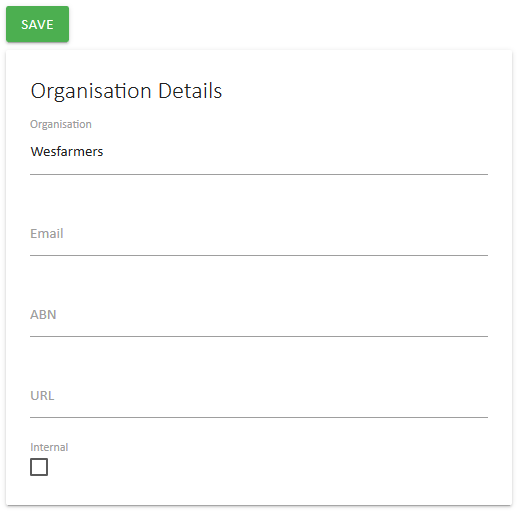 SAVE
Organisation Details
Organisation
Wesfarmers
Email
ABN
URL
Internal